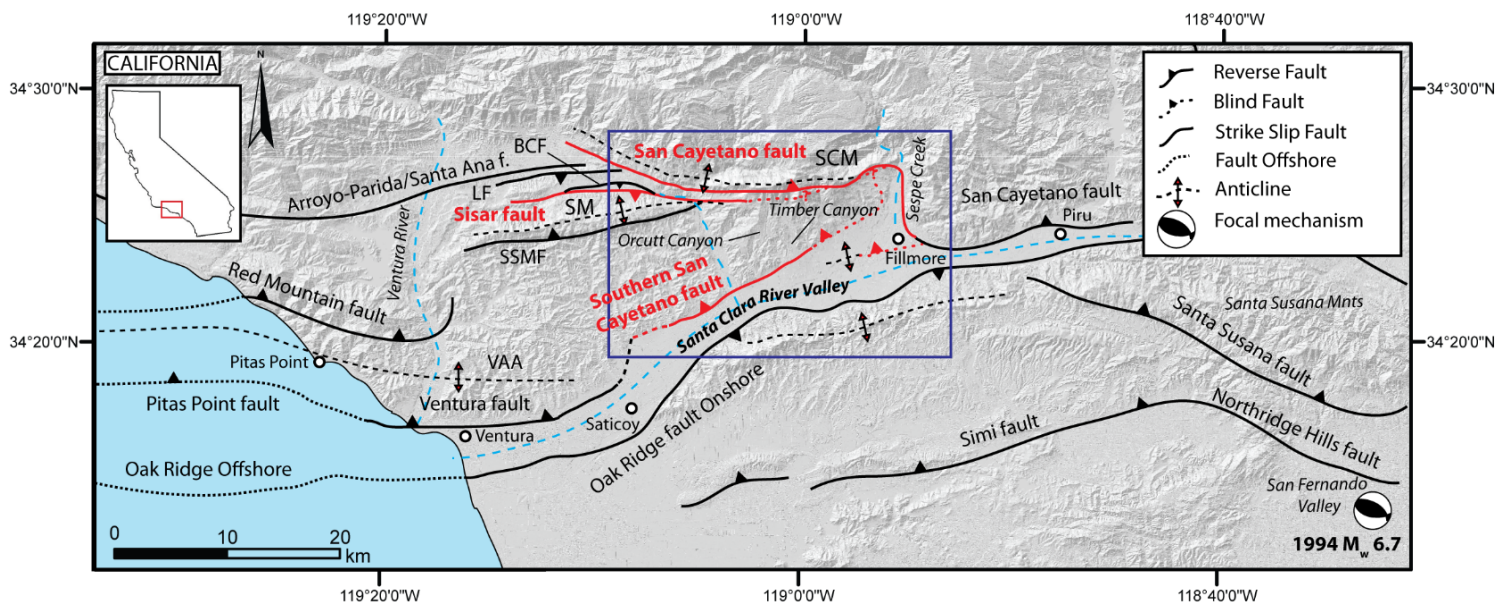 119°20'0"W
119°0'0"W
118°40'0"W
CALIFORNIA
N
34°30'0"N
34°30'0"N
Reverse Fault
Blind Fault
Strike Slip Fault
Fault Offshore
Anticline
Focal mechanism
BCF
San Cayetano fault
SCM
Arroyo-Parida/Santa Ana f.
LF
Sisar fault
SM
SSMF
Orcutt Canyon
Timber Canyon
Sespe Creek
San Cayetano fault
Piru
Fillmore
Ventura River
Red Mountain fault
Southern San
Cayetano fault
Santa Clara River Valley
Santa Susana Mnts
Santa Susana fault
34°20'0"N
34°20'0"N
Pitas Point
VAA
Pitas Point fault
Ventura fault
Ventura
Saticoy
Oak Ridge fault Onshore
Simi fault
Northridge Hills fault
Oak Ridge Offshore
San Fernando
Valley
1994 Mw 6.7
0
10
20
km
119°20'0"W
119°0'0"W
118°40'0"W